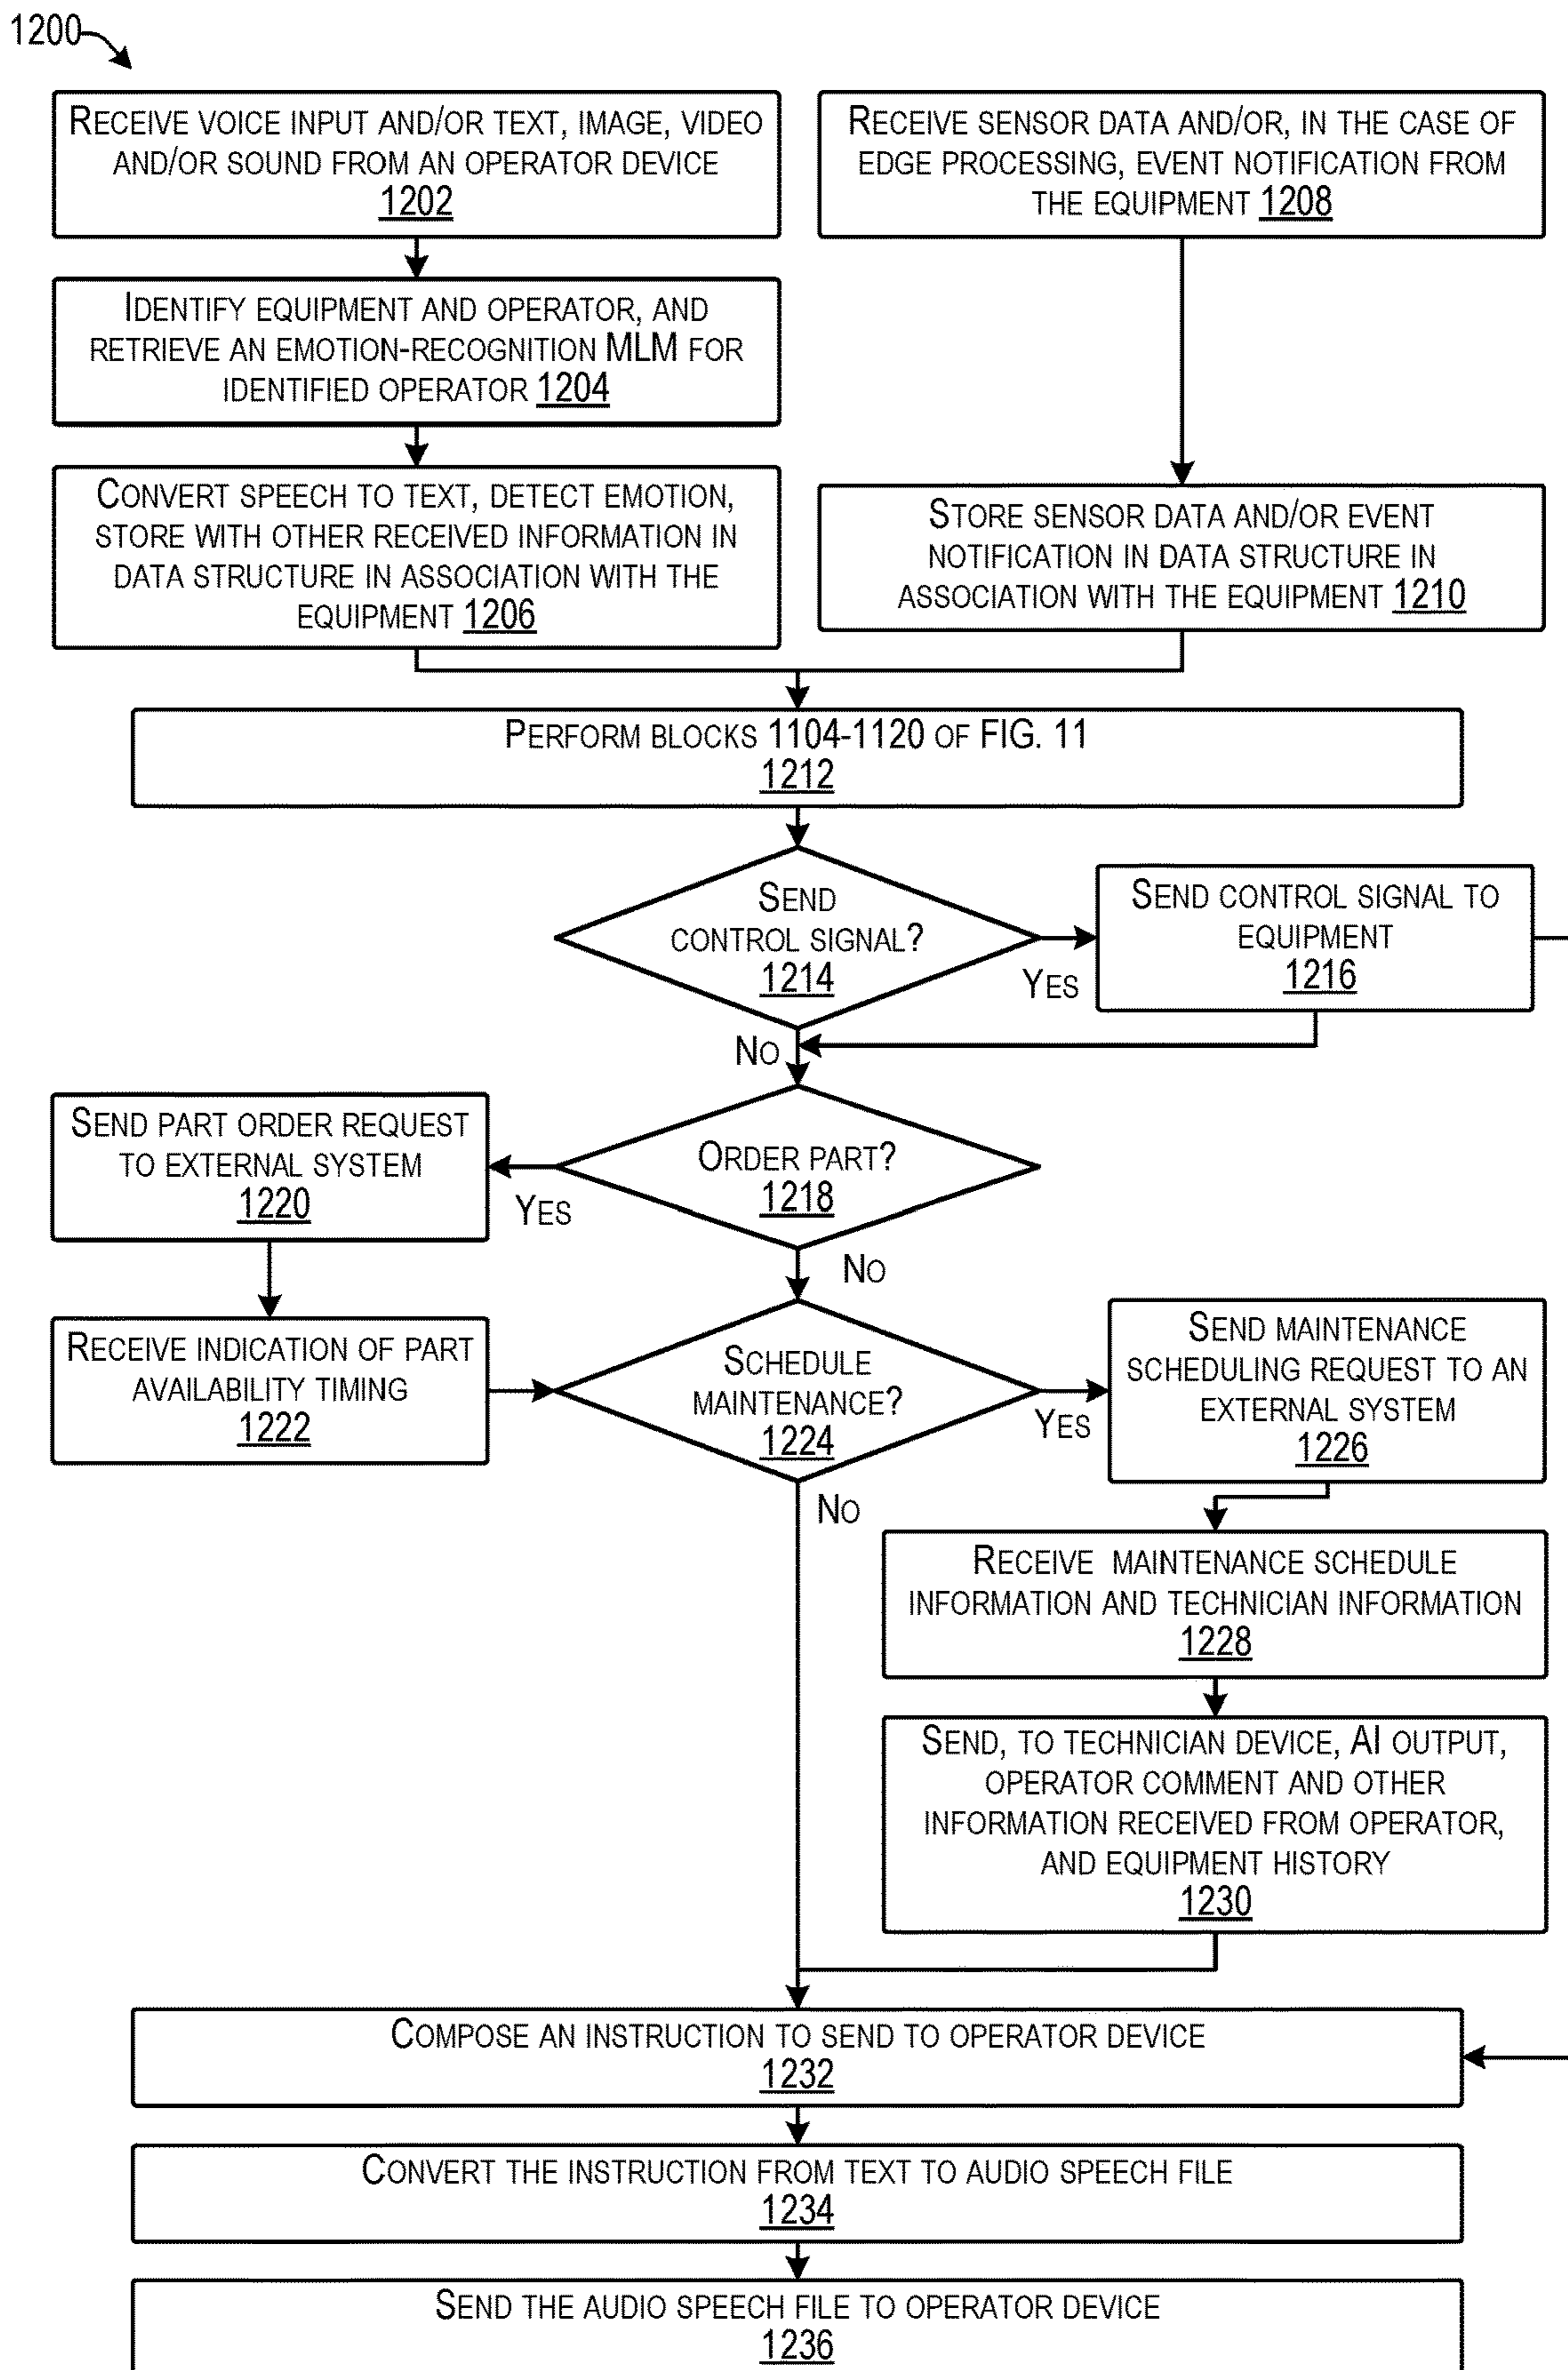 1200
RECEIVE VOICE INPUT AND/OR TEXT, IMAGE, VIDEO
AND/OR SOUND FROM AN OPERATOR DEVICE
1202
RECEIVE SENSOR DATA AND/OR, IN THE CASE OF
EDGE PROCESSING, EVENT NOTIFICATION FROM
THE EQUIPMENT 1208
IDENTIFY EQUIPMENT AND OPERATOR, AND
RETRIEVE AN EMOTION-RECOGNITION MLM FOR
IDENTIFIED OPERATOR 1204
CONVERT SPEECH TO TEXT, DETECT EMOTION,
STORE WITH OTHER RECEIVED INFORMATION IN
DATA STRUCTURE IN ASSOCIATION WITH THE
EQUIPMENT 1206
STORE SENSOR DATA AND/OR EVENT
NOTIFICATION IN DATA STRUCTURE IN
ASSOCIATION WITH THE EQUIPMENT 1210
PERFORM BLOCKS 1104-1120 OF FIG. 11
1212
SEND
CONTROL SIGNAL?
1214
YES
SEND CONTROL SIGNAL TO
EQUIPMENT
1216
NO
ORDER PART?
1218
YES
SEND PART ORDER REQUEST
TO EXTERNAL SYSTEM
1220
NO
RECEIVE INDICATION OF PART
AVAILABILITY TIMING
1222
SCHEDULE
MAINTENANCE?
1224
YES
SEND MAINTENANCE
SCHEDULING REQUEST TO AN
EXTERNAL SYSTEM
1226
NO
RECEIVE MAINTENANCE SCHEDULE
INFORMATION AND TECHNICIAN INFORMATION
1228
SEND, TO TECHNICIAN DEVICE, AI OUTPUT,
OPERATOR COMMENT AND OTHER
INFORMATION RECEIVED FROM OPERATOR,
AND EQUIPMENT HISTORY
1230
COMPOSE AN INSTRUCTION TO SEND TO OPERATOR DEVICE
1232
CONVERT THE INSTRUCTION FROM TEXT TO AUDIO SPEECH FILE
1234
SEND THE AUDIO SPEECH FILE TO OPERATOR DEVICE
1236